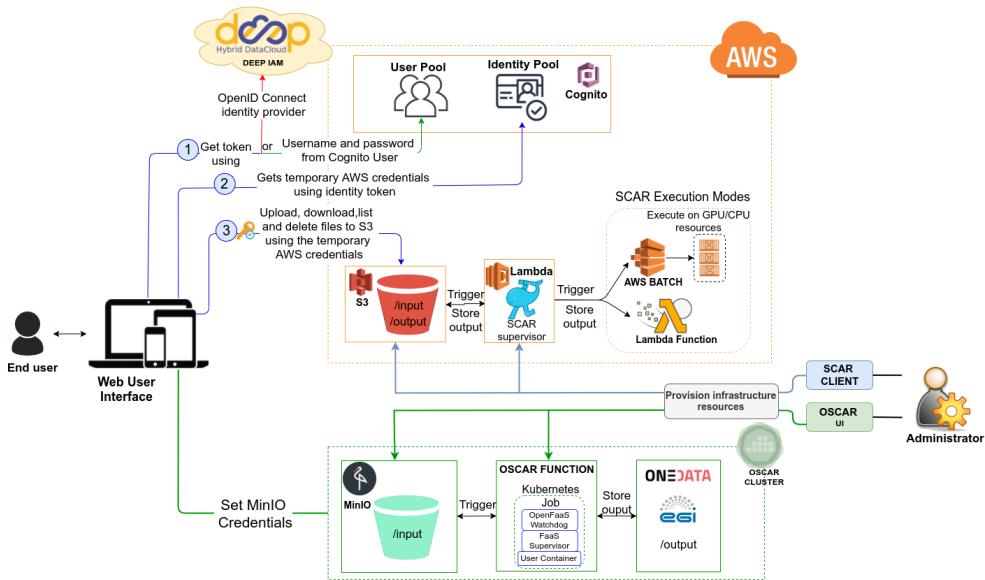 deep
Hybrid DataCloud
DEEP IAM
AWS
User Pool
Identity Pool
Cognito
OpenID Connect
identity provider
1
Get token
using
or
Username and password
from Cognito User
2
Gets temporary AWS credentials
using identity token
3
Upload, download,list
and delete files to S3
using the temporary
AWS credentials
SCAR Execution Modes
Execute on GPU/CPU
resources
AWS BATCH
Lambda Function
S3
/input
/output
Trigger
Store
output
Lambda
SCAR
supervisor
Trigger
Store
output
End user
Web User
Interface
SCAR
CLIENT
Provision infrastructure
resources
OSCAR
UI
Administrator
OSCAR
CLUSTER
MinIO
/input
Trigger
OSCAR FUNCTION
Kubernetes
Job
OpenFaaS
Watchdog
FaaS
Supervisor
User Container
Store
ouput
ONEDATA
eGi
/output
Set MinIO
Credentials